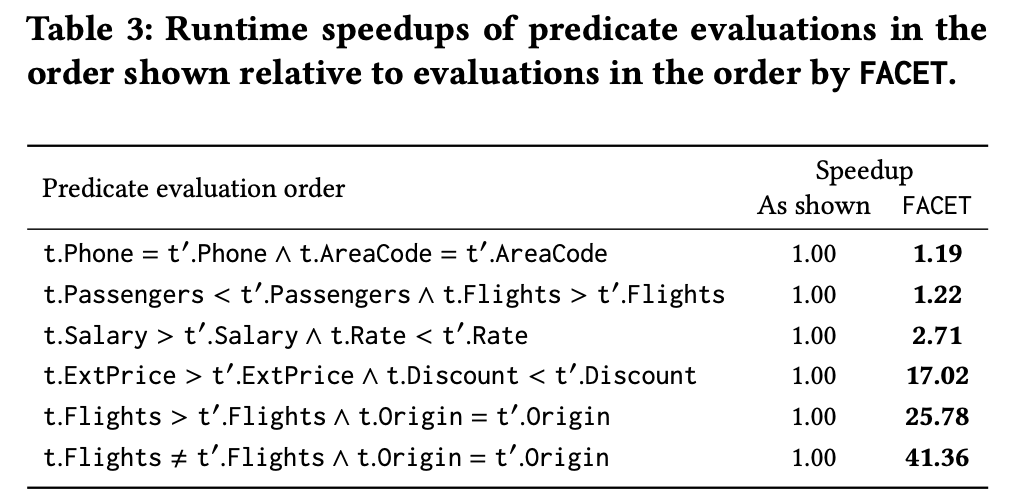 Table 3: Runtime speedups of predicate evaluations in the
order shown relative to evaluations in the order by FACET.
Speedup
Predicate evaluation order
As shown FACET
t.Phone = t′.Phone ∧ t.AreaCode = t′.AreaCode 1.00 1.19
t.Passengers < t′.Passengers ∧ t.Flights > t′.Flights 1.00 1.22
t.Salary > t′.Salary ∧ t.Rate < t′.Rate 1.00 2.71
t.ExtPrice > t′.ExtPrice ∧ t.Discount < t′.Discount 1.00 17.02
t.Flights > t′.Flights ∧ t.Origin = t′.Origin 1.00 25.78
t.Flights ≠ t′.Flights ∧ t.Origin = t′.Origin 1.00 41.36